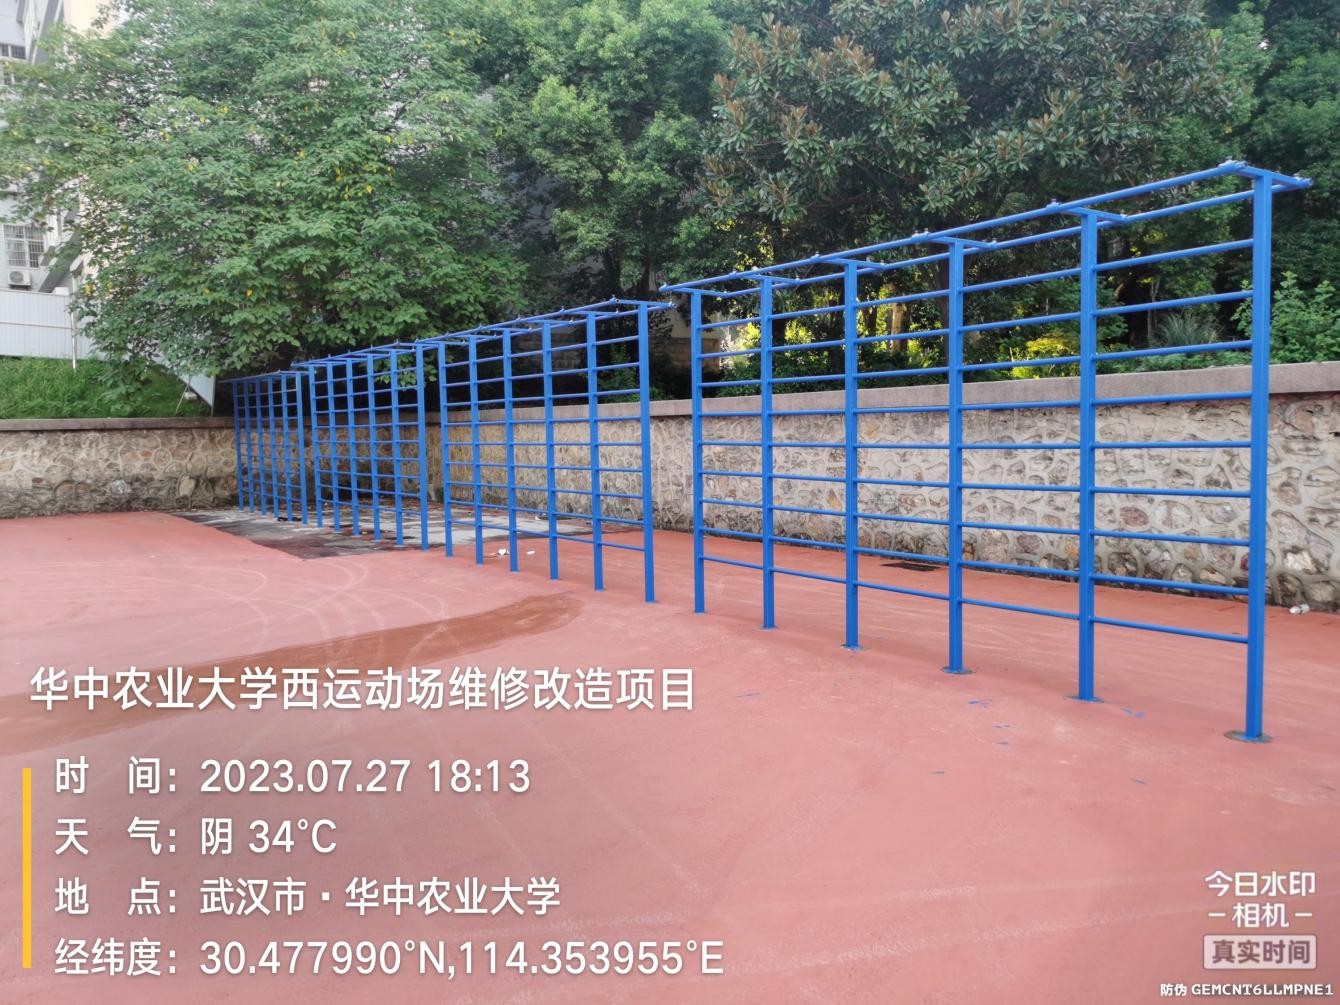 华中农业大学西运动场维修改造项目
时 间：2023.07.27 18:13
天 气：阴 34°C
地 点：武汉市·华中农业大学
经纬度：30.477990°N,114.353955°E
今日水印
-相机-
真实时间
防伪 GEMCNT6LLMPNE1